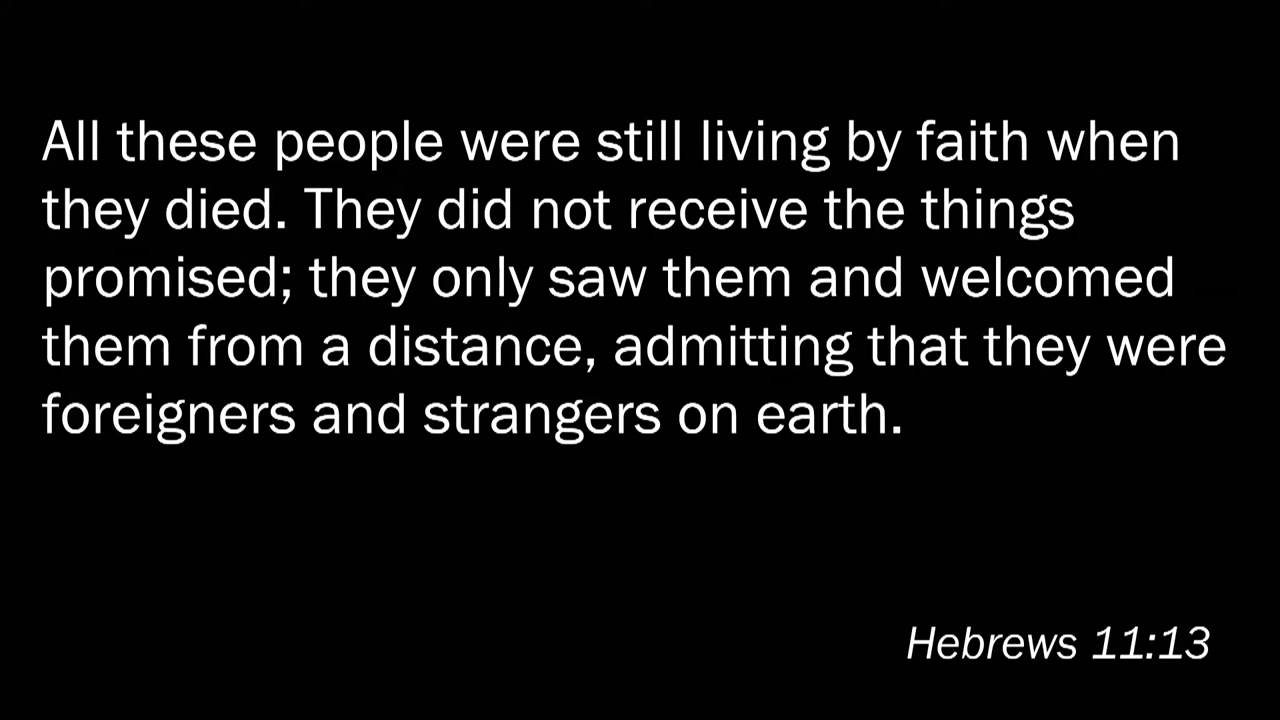 All these people were still living by faith when
they died. They did not receive the things
promised; they only saw them and welcomed
them from a distance, admitting that they were
foreigners and strangers on earth.
Hebrews 11:13